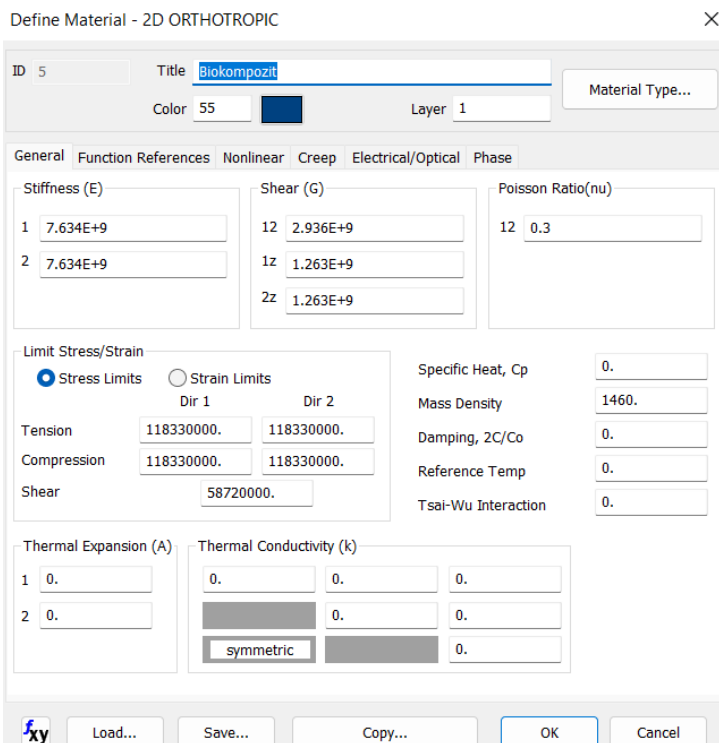 Define Material - 2D ORTHOTROPIC
ID 5 Title Biokompozit Material Type...
Color 55 Layer 1
General Function References Nonlinear Creep Electrical/Optical Phase
Stiffness (E) Shear (G) Poisson Ratio(nu)
1 7.634E+9 12 2.936E+9 12 0.3
2 7.634E+9 1z 1.263E+9
2z 1.263E+9
Limit Stress/Strain
Stress Limits Strain Limits Specific Heat, Cp 0.
Dir 1 Dir 2 Mass Density 1460.
Tension 118330000. 118330000. Damping, 2C/Co 0.
Compression 118330000. 118330000. Reference Temp 0.
Shear 58720000. Tsai-Wu Interaction 0.
Thermal Expansion (A) Thermal Conductivity (k)
1 0. 0. 0. 0.
2 0. 0. 0.
symmetric 0.
fxy Load... Save... Copy... OK Cancel